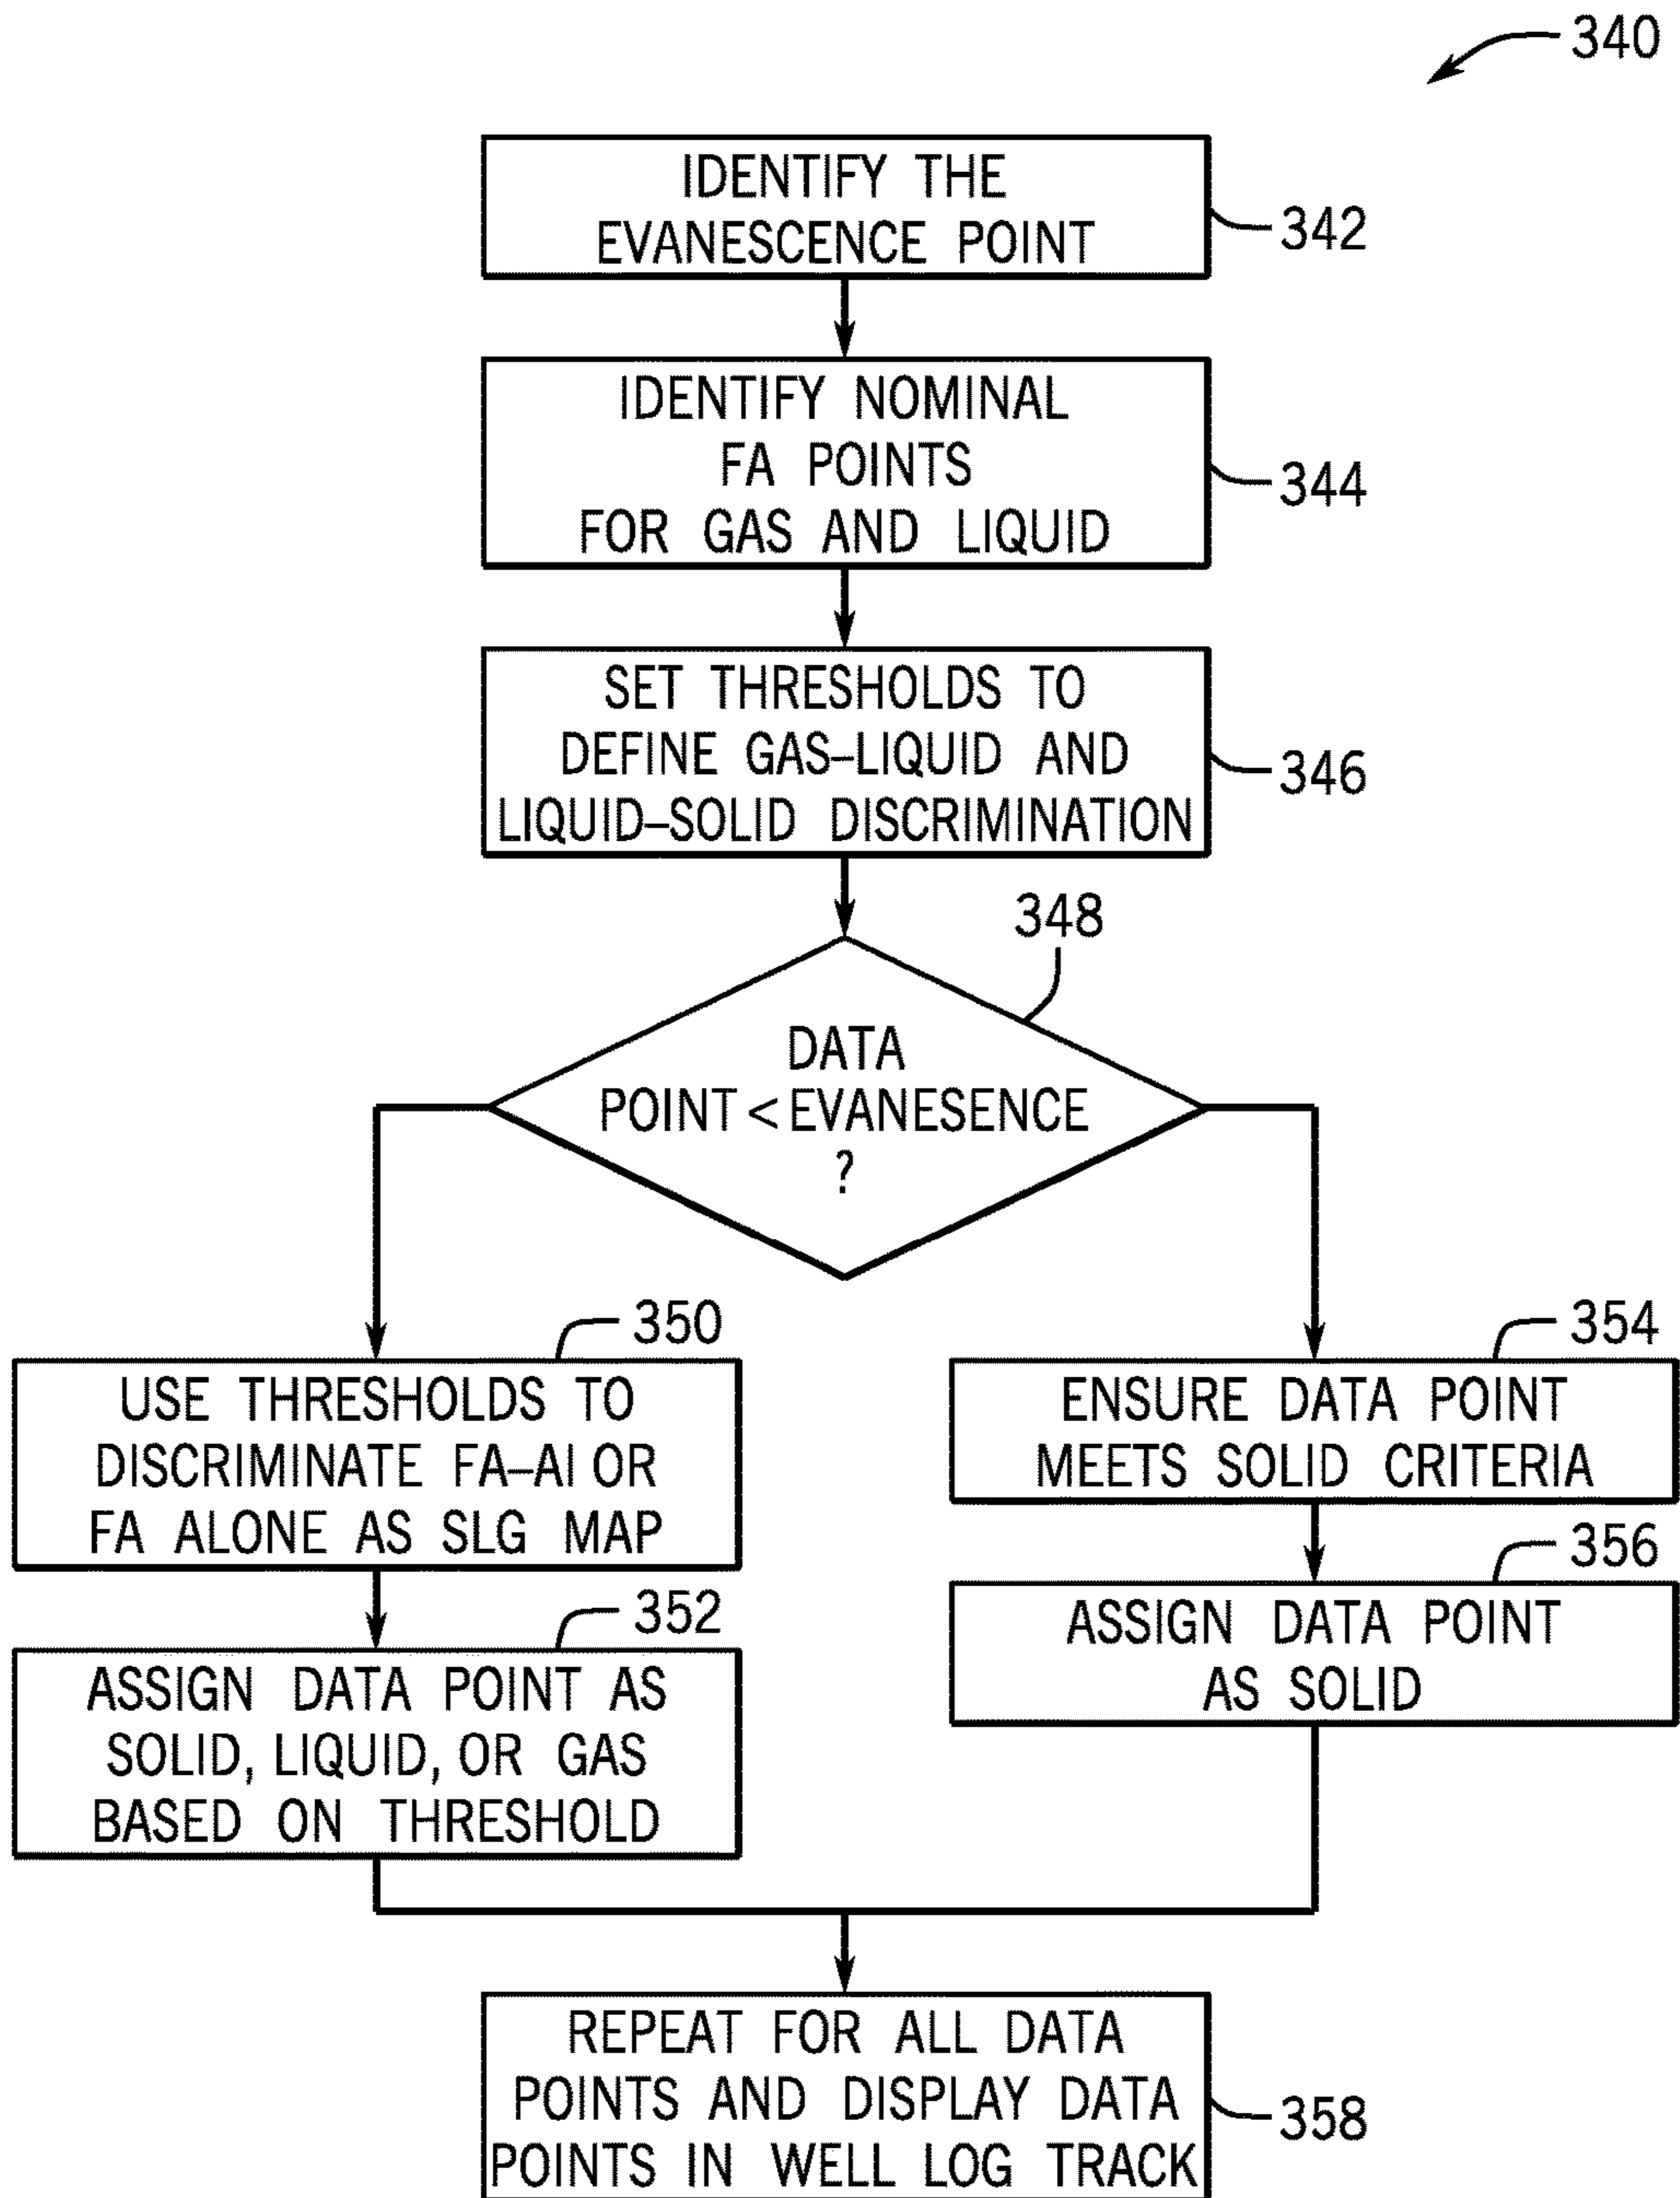 340
IDENTIFY THE
EVANESCENCE POINT
342
IDENTIFY NOMINAL
FA POINTS
FOR GAS AND LIQUID
344
SET THRESHOLDS TO
DEFINE GAS–LIQUID AND
LIQUID–SOLID DISCRIMINATION
346
348
DATA
POINT < EVANESENCE
?
350
USE THRESHOLDS TO
DISCRIMINATE FA–AI OR
FA ALONE AS SLG MAP
352
ASSIGN DATA POINT AS
SOLID, LIQUID, OR GAS
BASED ON THRESHOLD
354
ENSURE DATA POINT
MEETS SOLID CRITERIA
356
ASSIGN DATA POINT
AS SOLID
REPEAT FOR ALL DATA
POINTS AND DISPLAY DATA
POINTS IN WELL LOG TRACK
358